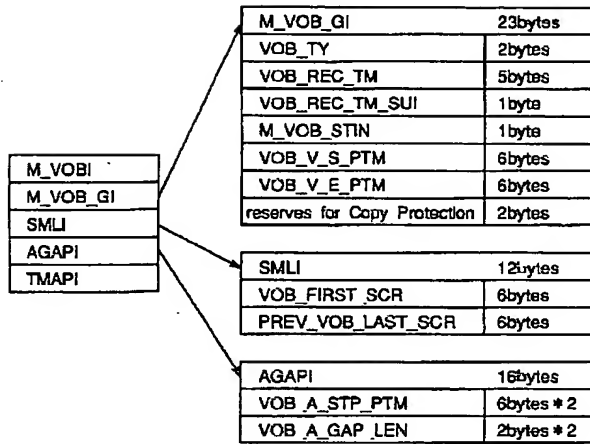 M_VOB_GI 23bytes
VOB_TY 2bytes
VOB_REC_TM 5bytes
VOB_REC_TM_SUI 1byte
M_VOB_STIN 1byte
VOB_V_S_PTM 6bytes
VOB_V_E_PTM 6bytes
reserves for Copy Protection 2bytes
M_VOBI
M_VOB_GI
SMLI
AGAPI
TMAPI
SMLI 12bytes
VOB_FIRST_SCR 6bytes
PREV_VOB_LAST_SCR 6bytes
AGAPI 16bytes
VOB_A_STP_PTM 6bytes * 2
VOB_A_GAP_LEN 2bytes * 2